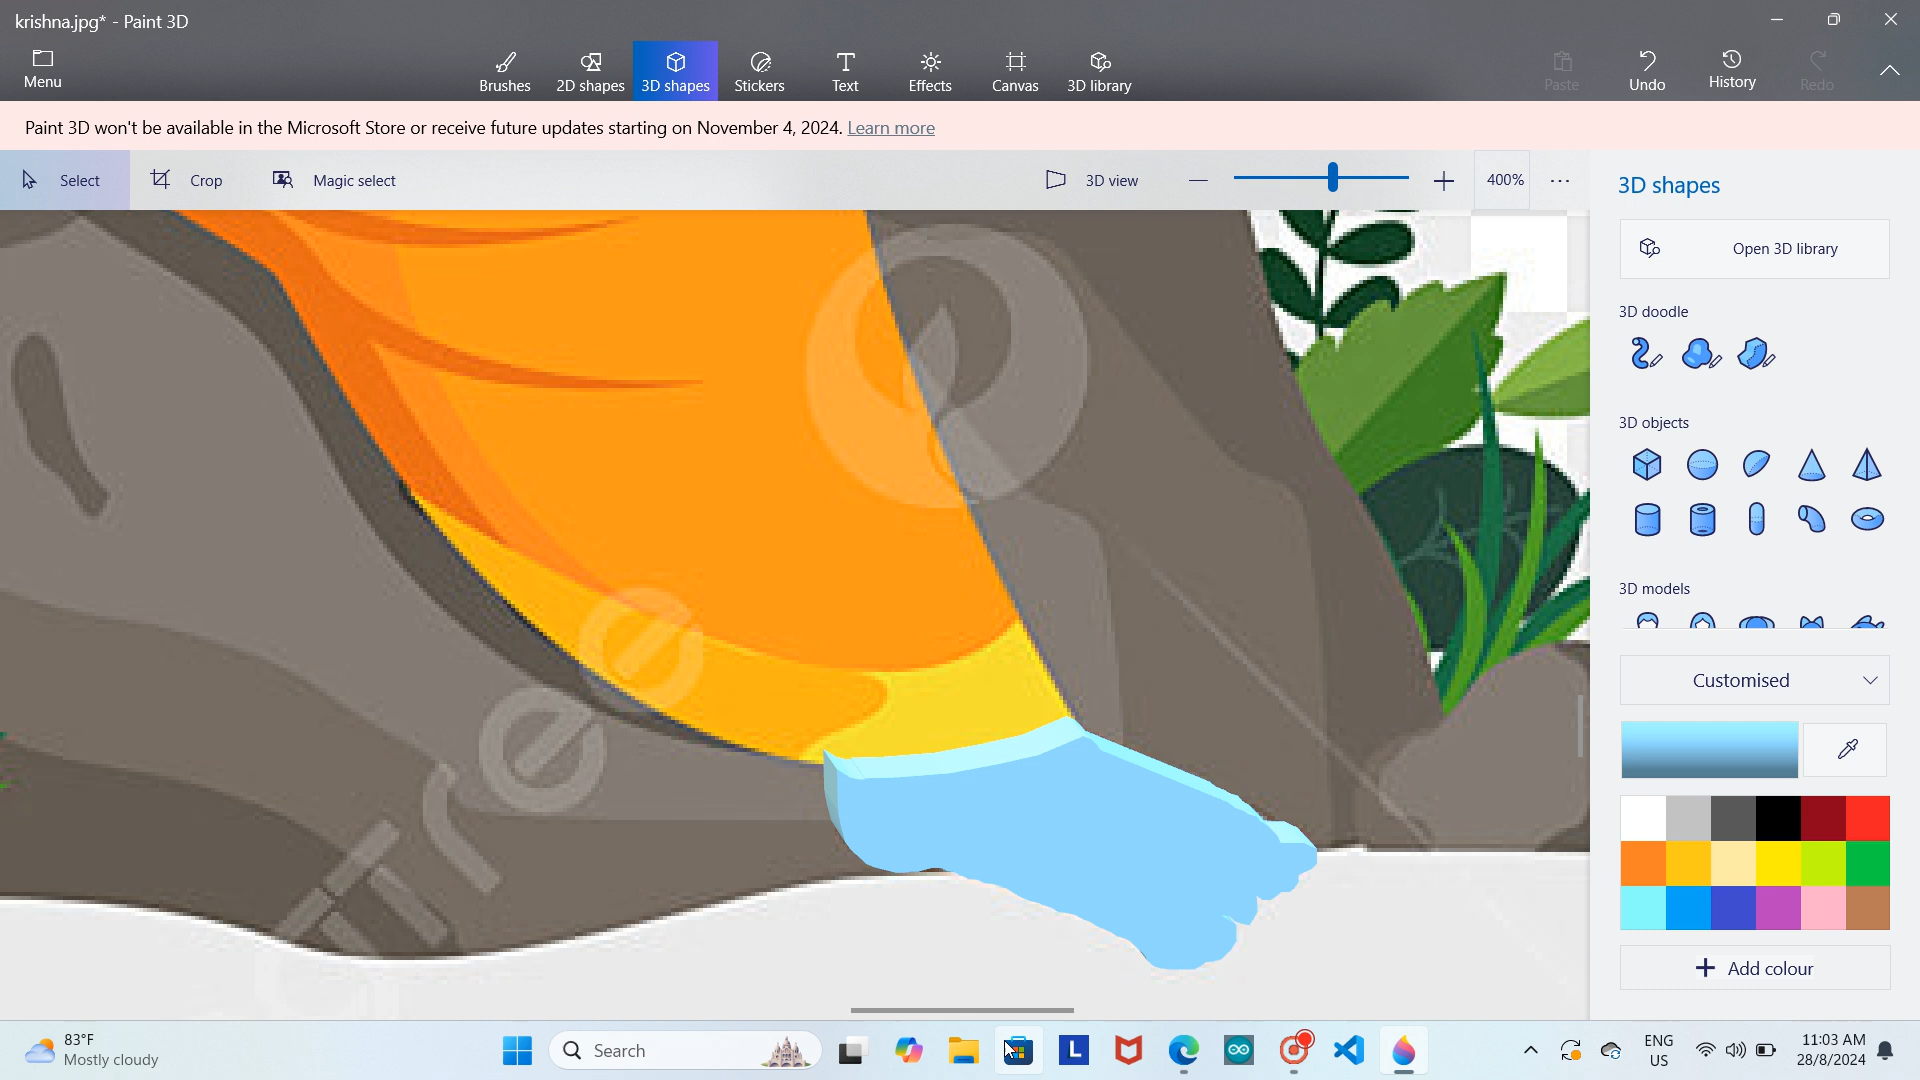 krishna.jpg* - Paint 3D
Menu
Brushes
2D shapes
3D shapes
Stickers
Text
Effects
Canvas
3D library
Paste
Undo
History
Redo
Paint 3D won't be available in the Microsoft Store or receive future updates starting on November 4, 2024. Learn more
Select
Crop
Magic select
3D view
400%
3D shapes
Open 3D library
3D doodle
3D objects
3D models
Customised
Add colour
83°F
Mostly cloudy
Search
L
ENG
US
11:03 AM
28/8/2024